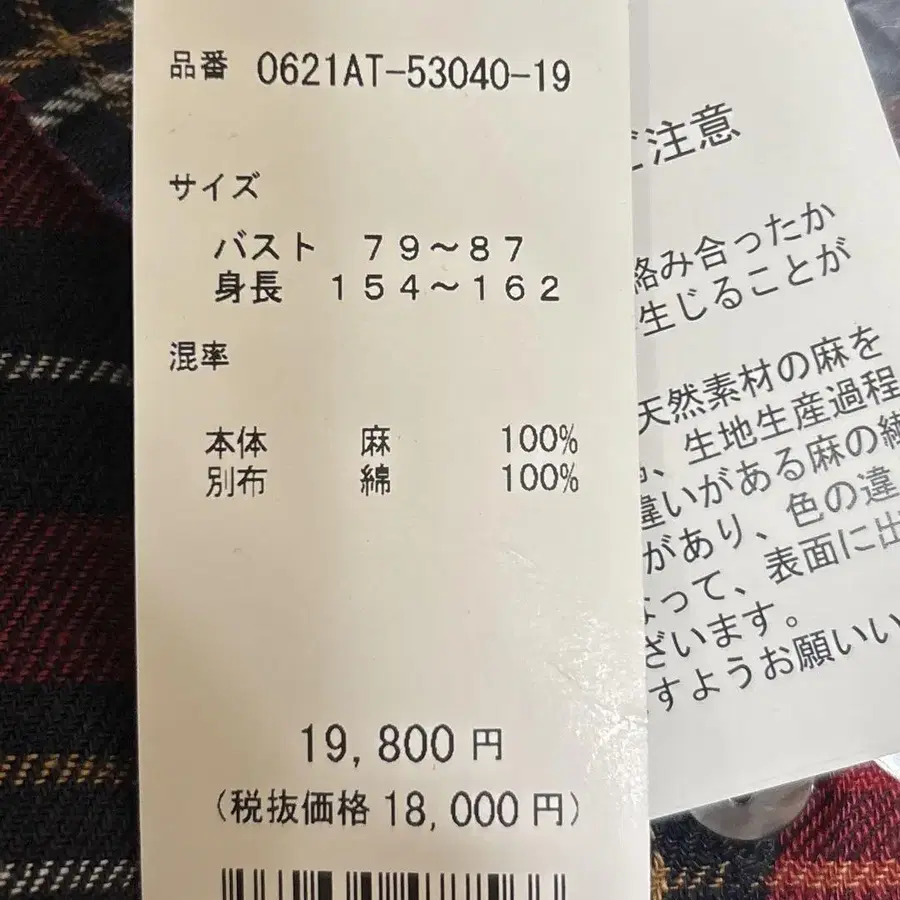 品番 0621AT-53040-19
サイズ
バスト 79～87
身長 154～162
混率
本体 麻 100%
別布 綿 100%
19,800円
（税抜価格 18,000円）
ご注意
絡み合ったか
生じることが
天然素材の麻を
、生地生産過程
違いがある麻の繊
があり、色の違
なって、表面に出
ざいます。
すようお願いい